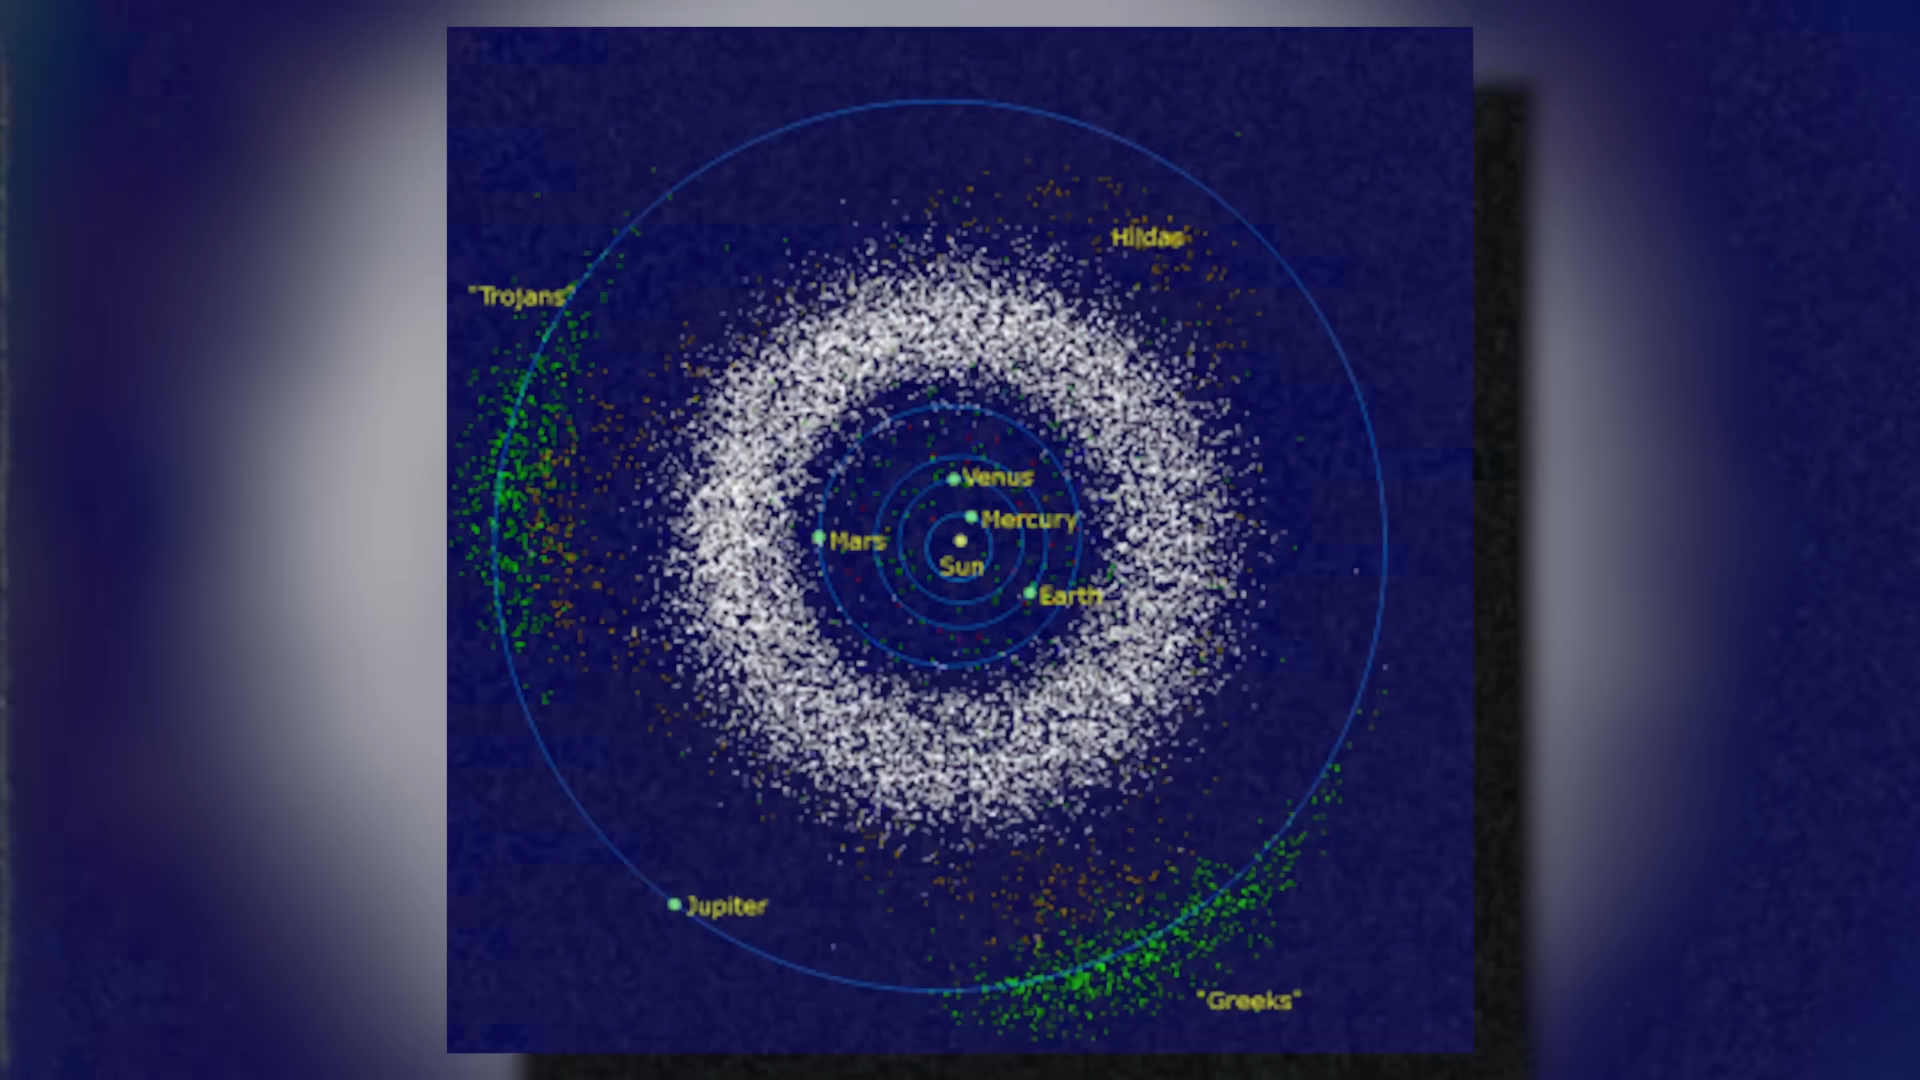 Hildas
"Trojans"
Venus
Mercury
Mars
Sun
Earth
Jupiter
"Greeks"